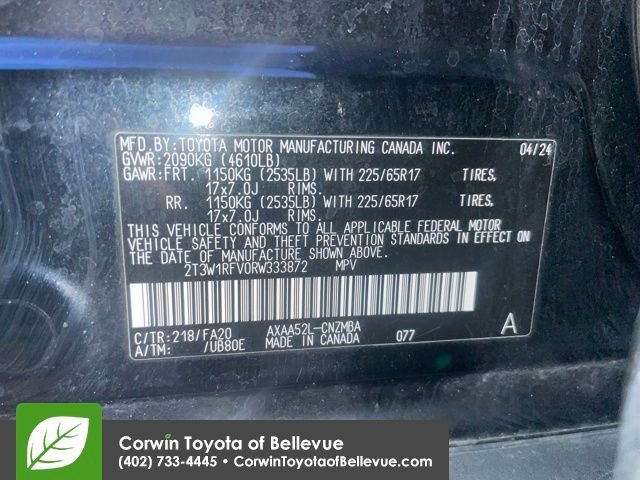 MFD.BY:TOYOTA MOTOR MANUFACTURING CANADA INC. 04/24
GVWR:2090KG (4610LB)
GAWR:FRT. 1150KG (2535LB) WITH 225/65R17 TIRES,
17x7.0J RIMS.
RR. 1150KG (2535LB) WITH 225/65R17 TIRES,
17x7.0J RIMS.
THIS VEHICLE CONFORMS TO ALL APPLICABLE FEDERAL MOTOR
VEHICLE SAFETY AND THEFT PREVENTION STANDARDS IN EFFECT ON
THE DATE OF MANUFACTURE SHOWN ABOVE.
2T3W1RFV0RW333872 MPV
C/TR:218/FA20 AXAA52L-CNZMBA
A/TM: /UB80E MADE IN CANADA 077 A
Corwin Toyota of Bellevue
(402) 733-4445 • CorwinToyotaofBellevue.com